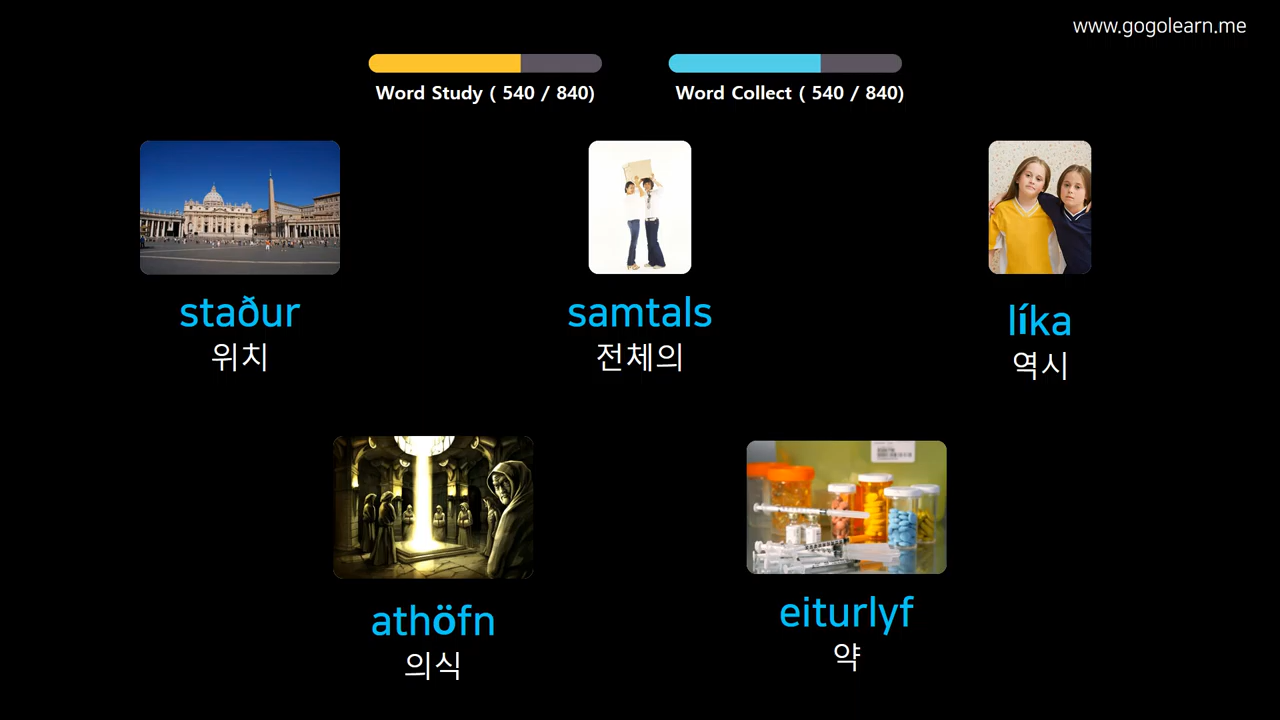 www.gogolearn.me
Word Study ( 540 / 840)
Word Collect ( 540 / 840)
staður
위치
samtals
전체의
líka
역시
athöfn
의식
eiturlyf
약